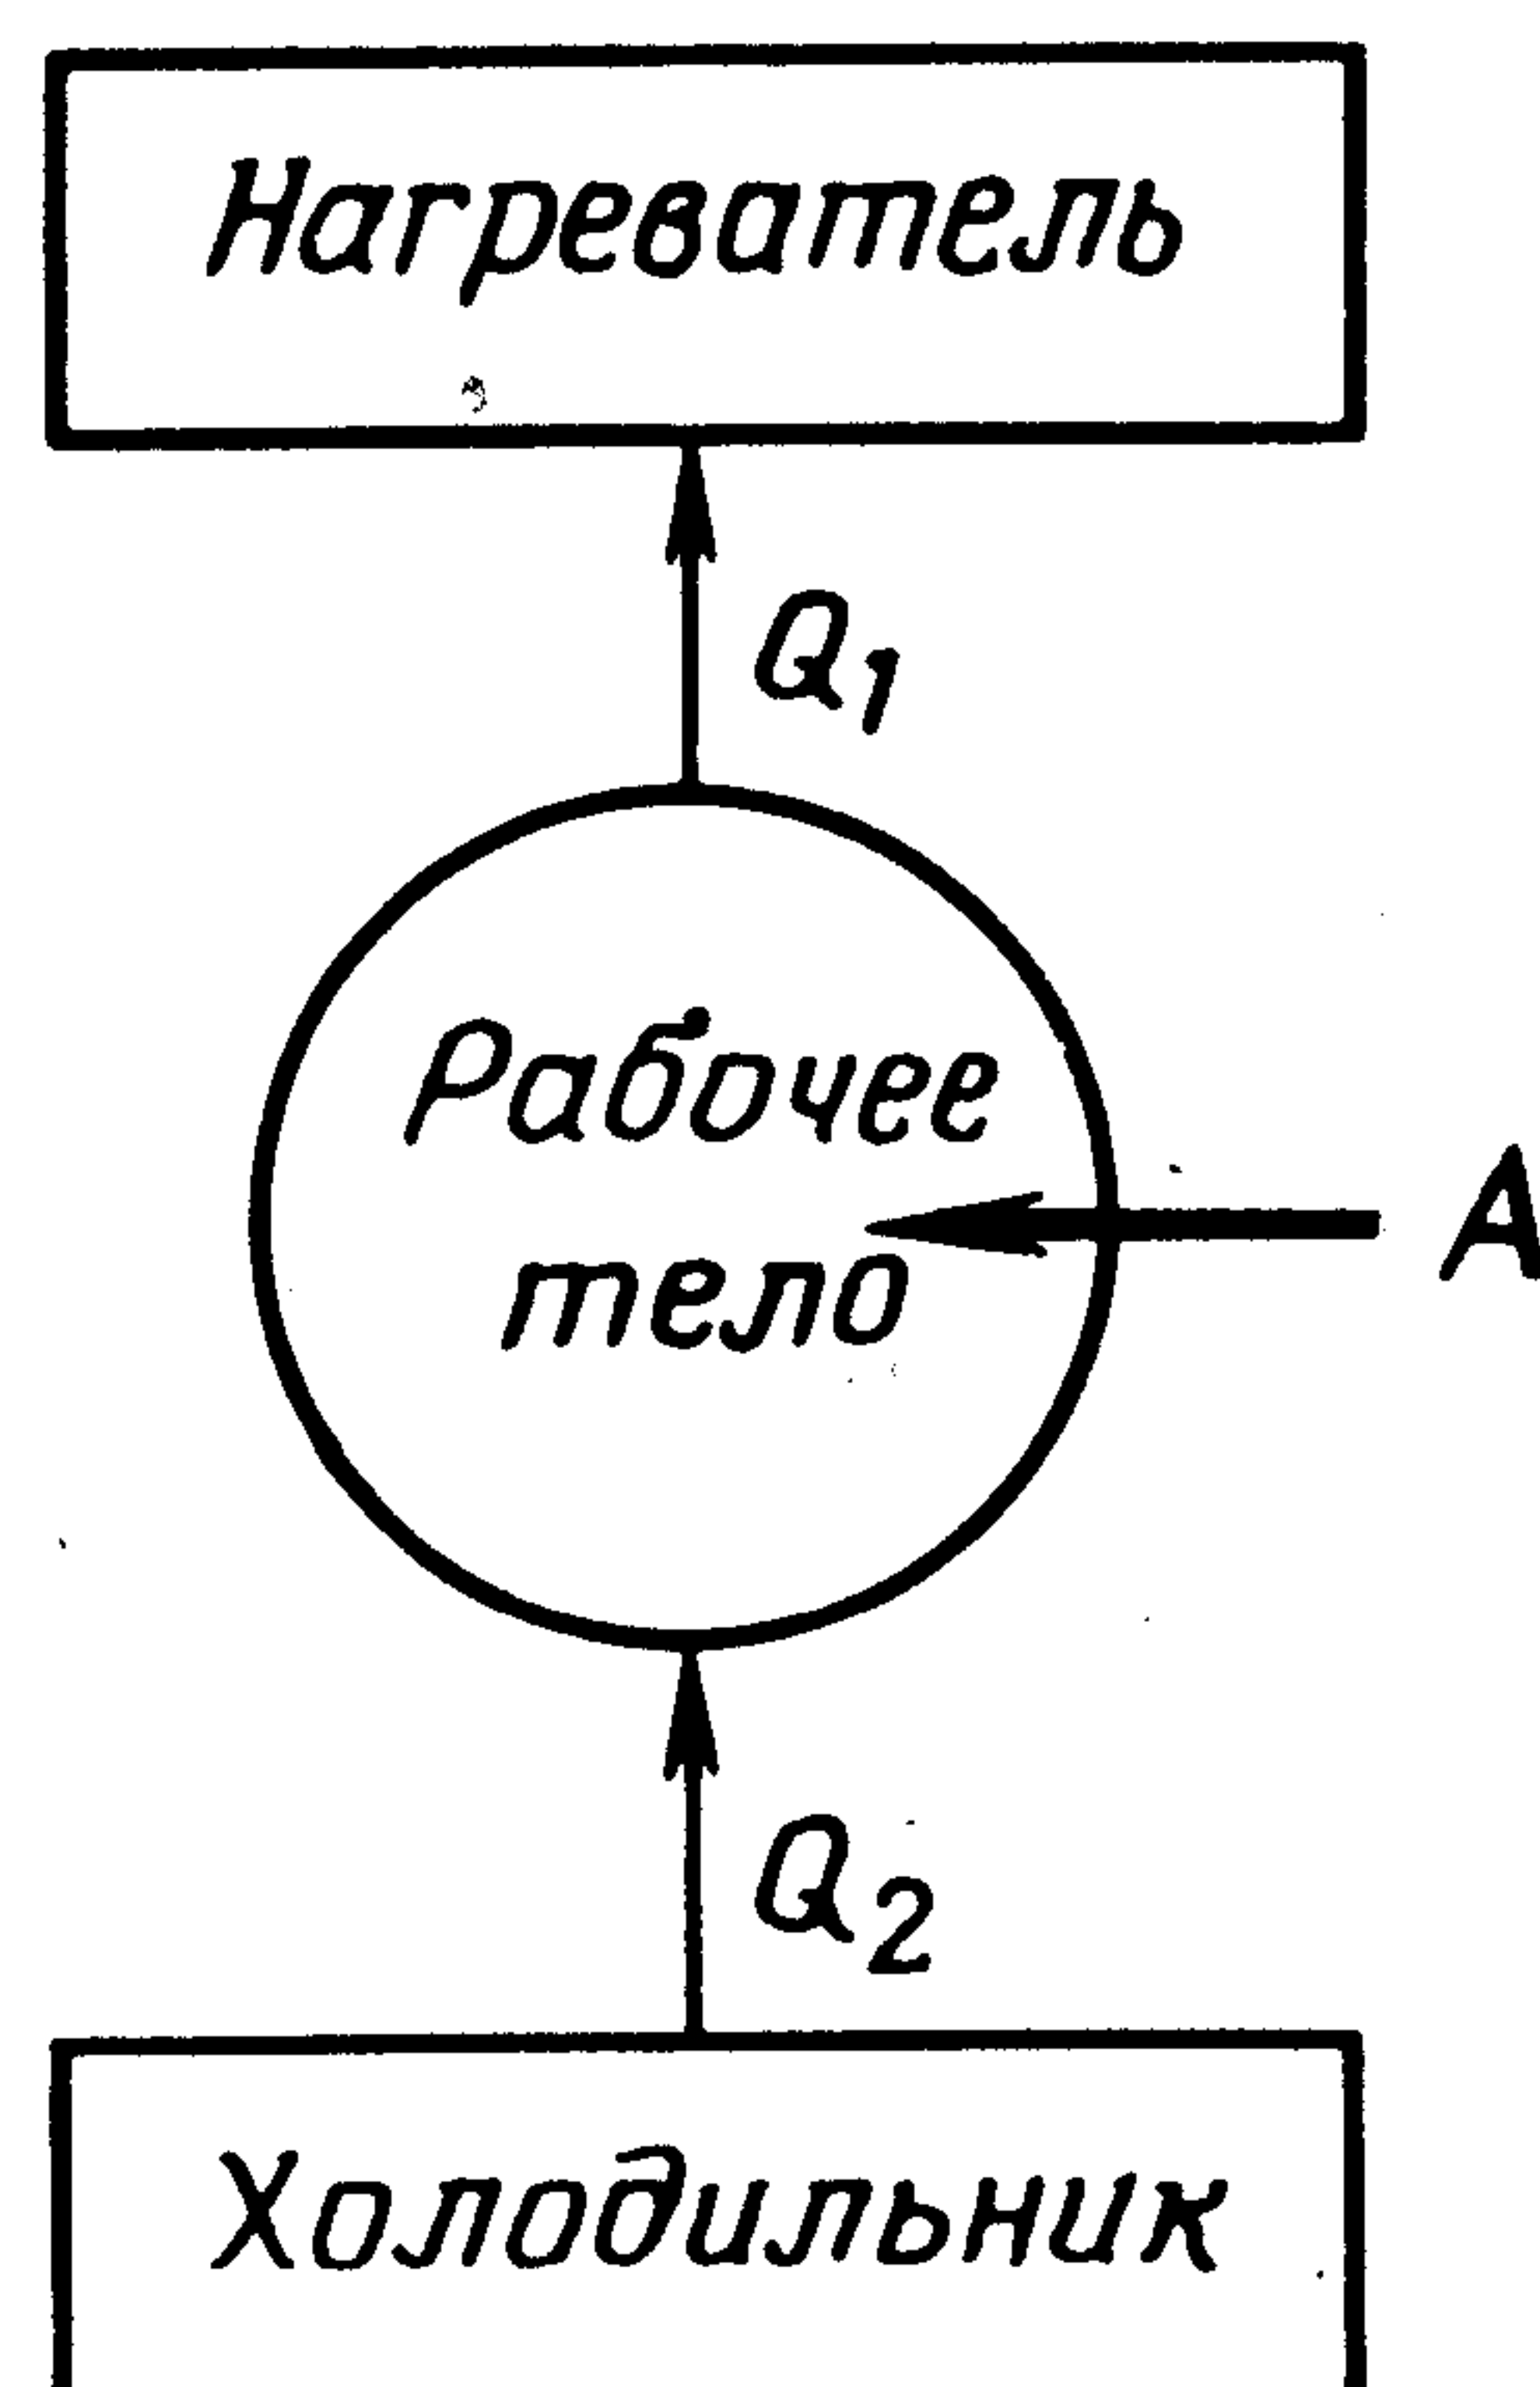 Нагреватель
Q1
Рабочее
тело
A
Q2
Холодильник